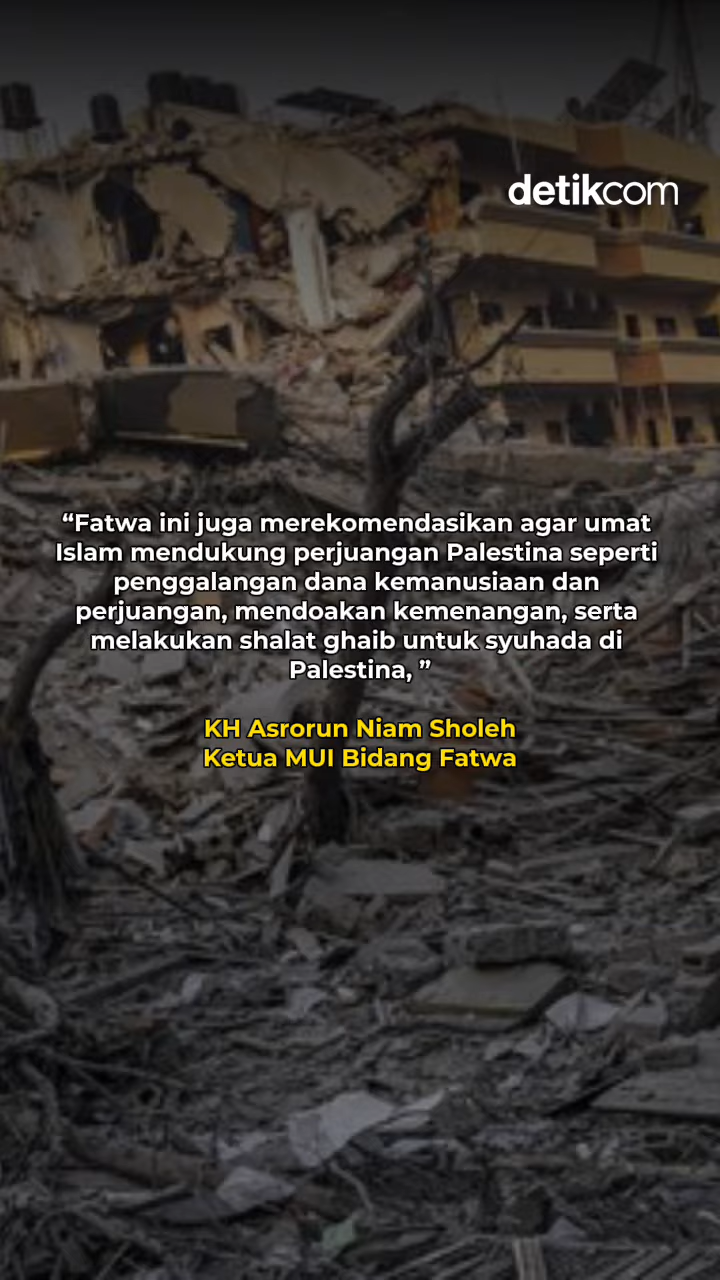 detikcom
“Fatwa ini juga merekomendasikan agar umat
Islam mendukung perjuangan Palestina seperti
penggalangan dana kemanusiaan dan
perjuangan, mendoakan kemenangan, serta
melakukan shalat ghaib untuk syuhada di
Palestina, ”
KH Asrorun Niam Sholeh
Ketua MUI Bidang Fatwa